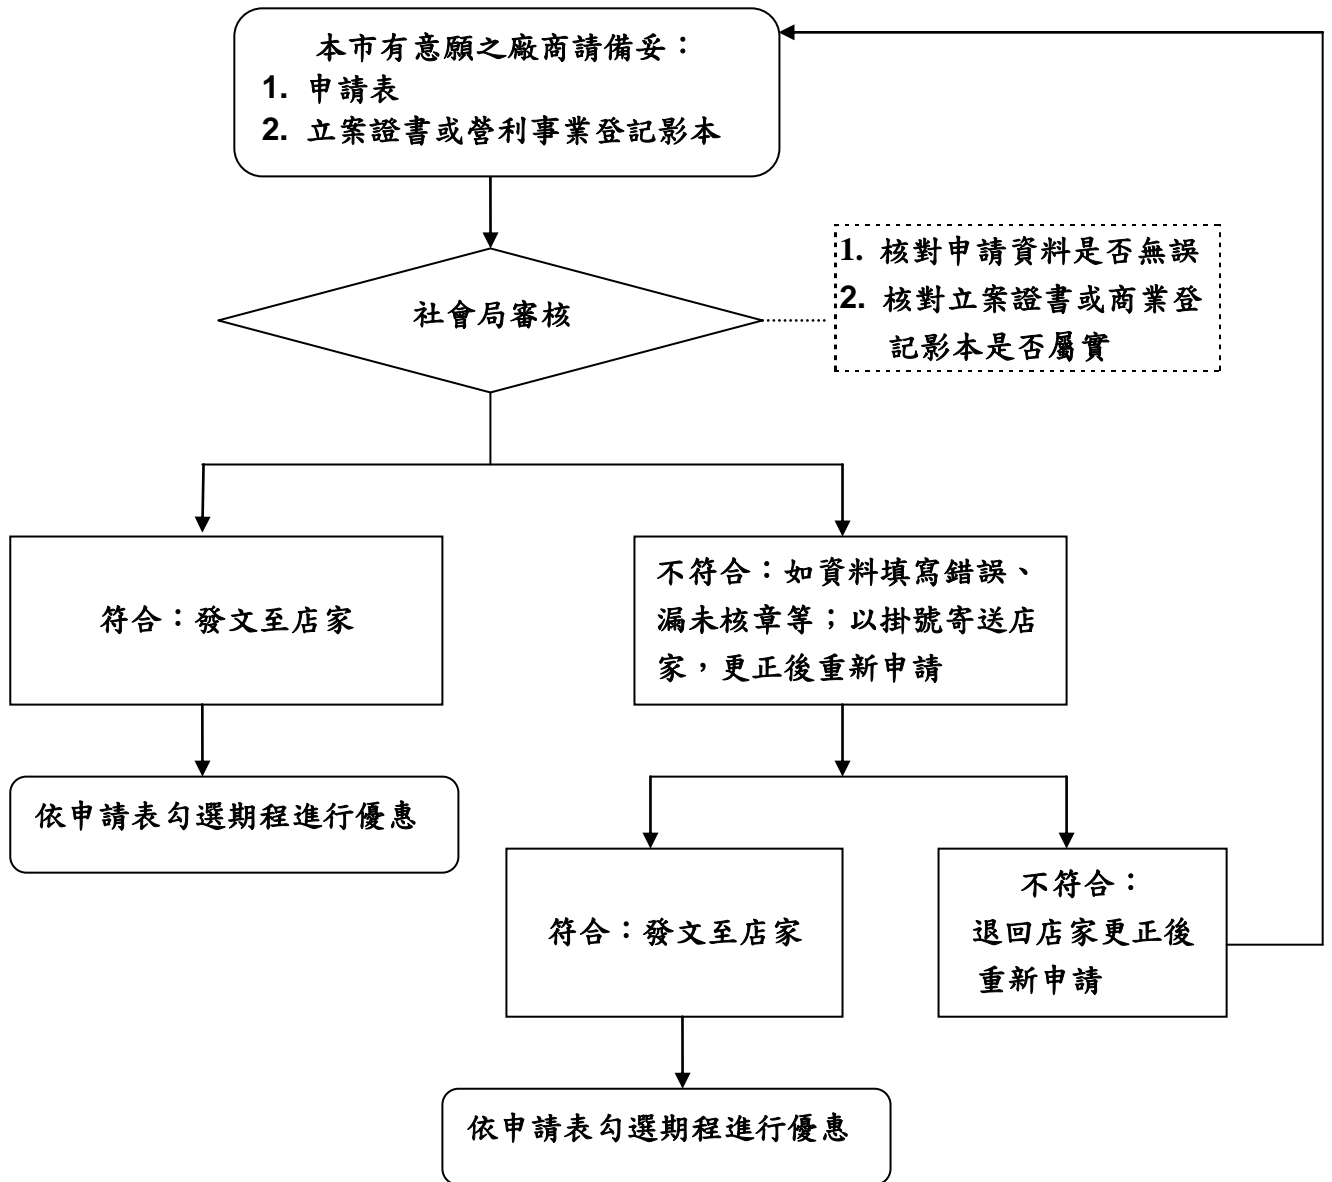 本市有意願之廠商請備妥：
1. 申請表
2. 立案證書或營利事業登記影本
社會局審核
1. 核對申請資料是否無誤
2. 核對立案證書或商業登
記影本是否屬實
符合：發文至店家
不符合：如資料填寫錯誤、
漏未核章等；以掛號寄送店
家，更正後重新申請
依申請表勾選期程進行優惠
符合：發文至店家
不符合：
退回店家更正後
重新申請
依申請表勾選期程進行優惠